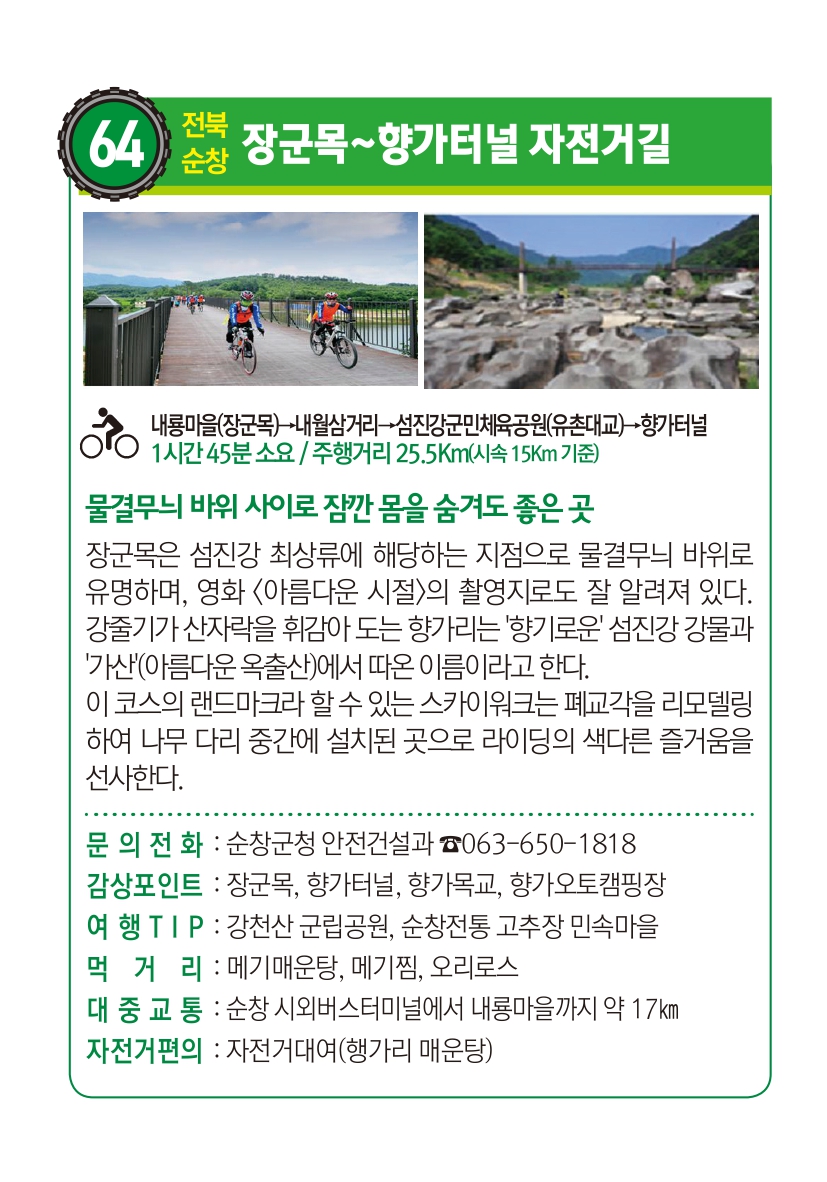 64
전북
순창
장군목~향가터널 자전거길
내룡마을(장군목)→내월삼거리→섬진강군민체육공원(유촌대교)→향가터널
1시간 45분 소요 / 주행거리 25.5Km(시속 15Km 기준)
물결무늬 바위 사이로 잠깐 몸을 숨겨도 좋은 곳
장군목은 섬진강 최상류에 해당하는 지점으로 물결무늬 바위로
유명하며, 영화 〈아름다운 시절〉의 촬영지로도 잘 알려져 있다.
강줄기가 산자락을 휘감아 도는 향가리는 '향기로운' 섬진강 강물과
'가산'(아름다운 옥출산)에서 따온 이름이라고 한다.
이 코스의 랜드마크라 할 수 있는 스카이워크는 폐교각을 리모델링
하여 나무 다리 중간에 설치된 곳으로 라이딩의 색다른 즐거움을
선사한다.
문 의 전 화 : 순창군청 안전건설과 ☎063-650-1818
감상포인트 : 장군목, 향가터널, 향가목교, 향가오토캠핑장
여 행 T I P : 강천산 군립공원, 순창전통 고추장 민속마을
먹 거 리 : 메기매운탕, 메기찜, 오리로스
대 중 교 통 : 순창 시외버스터미널에서 내룡마을까지 약 17㎞
자전거편의 : 자전거대여(행가리 매운탕)